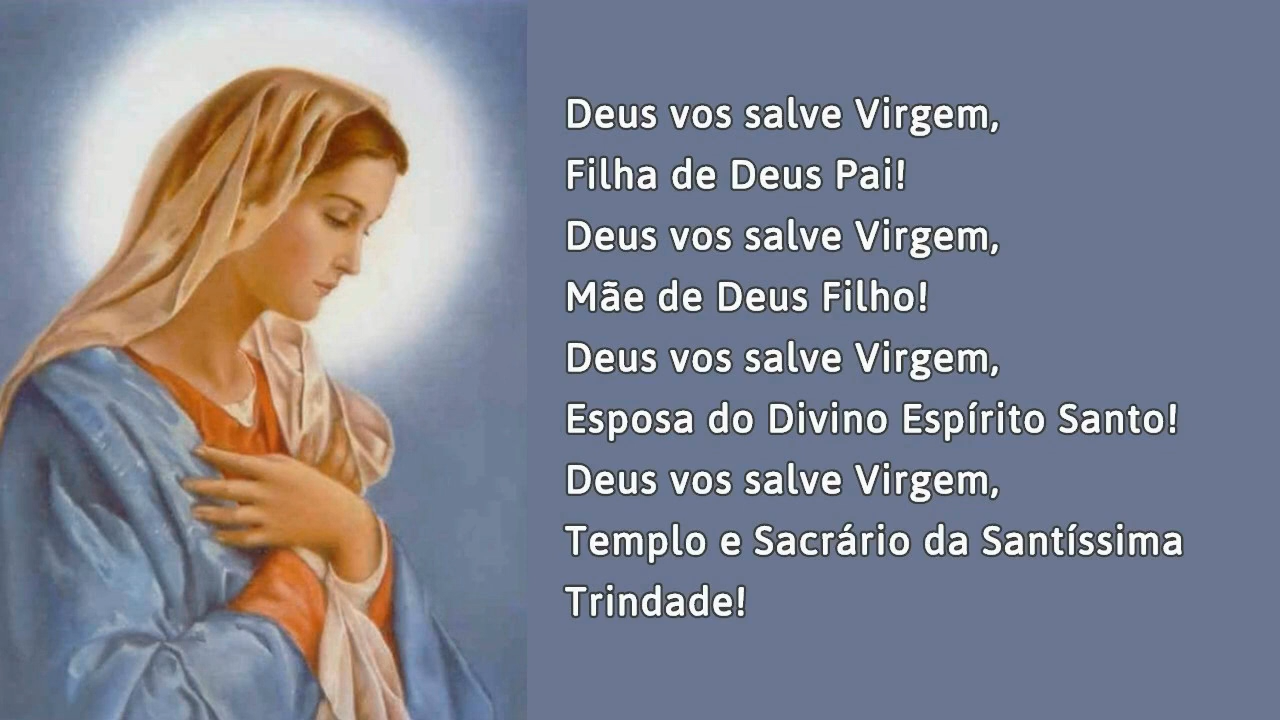 Deus vos salve Virgem,
Filha de Deus Pai!
Deus vos salve Virgem,
Mãe de Deus Filho!
Deus vos salve Virgem,
Esposa do Divino Espírito Santo!
Deus vos salve Virgem,
Templo e Sacrário da Santíssima
Trindade!